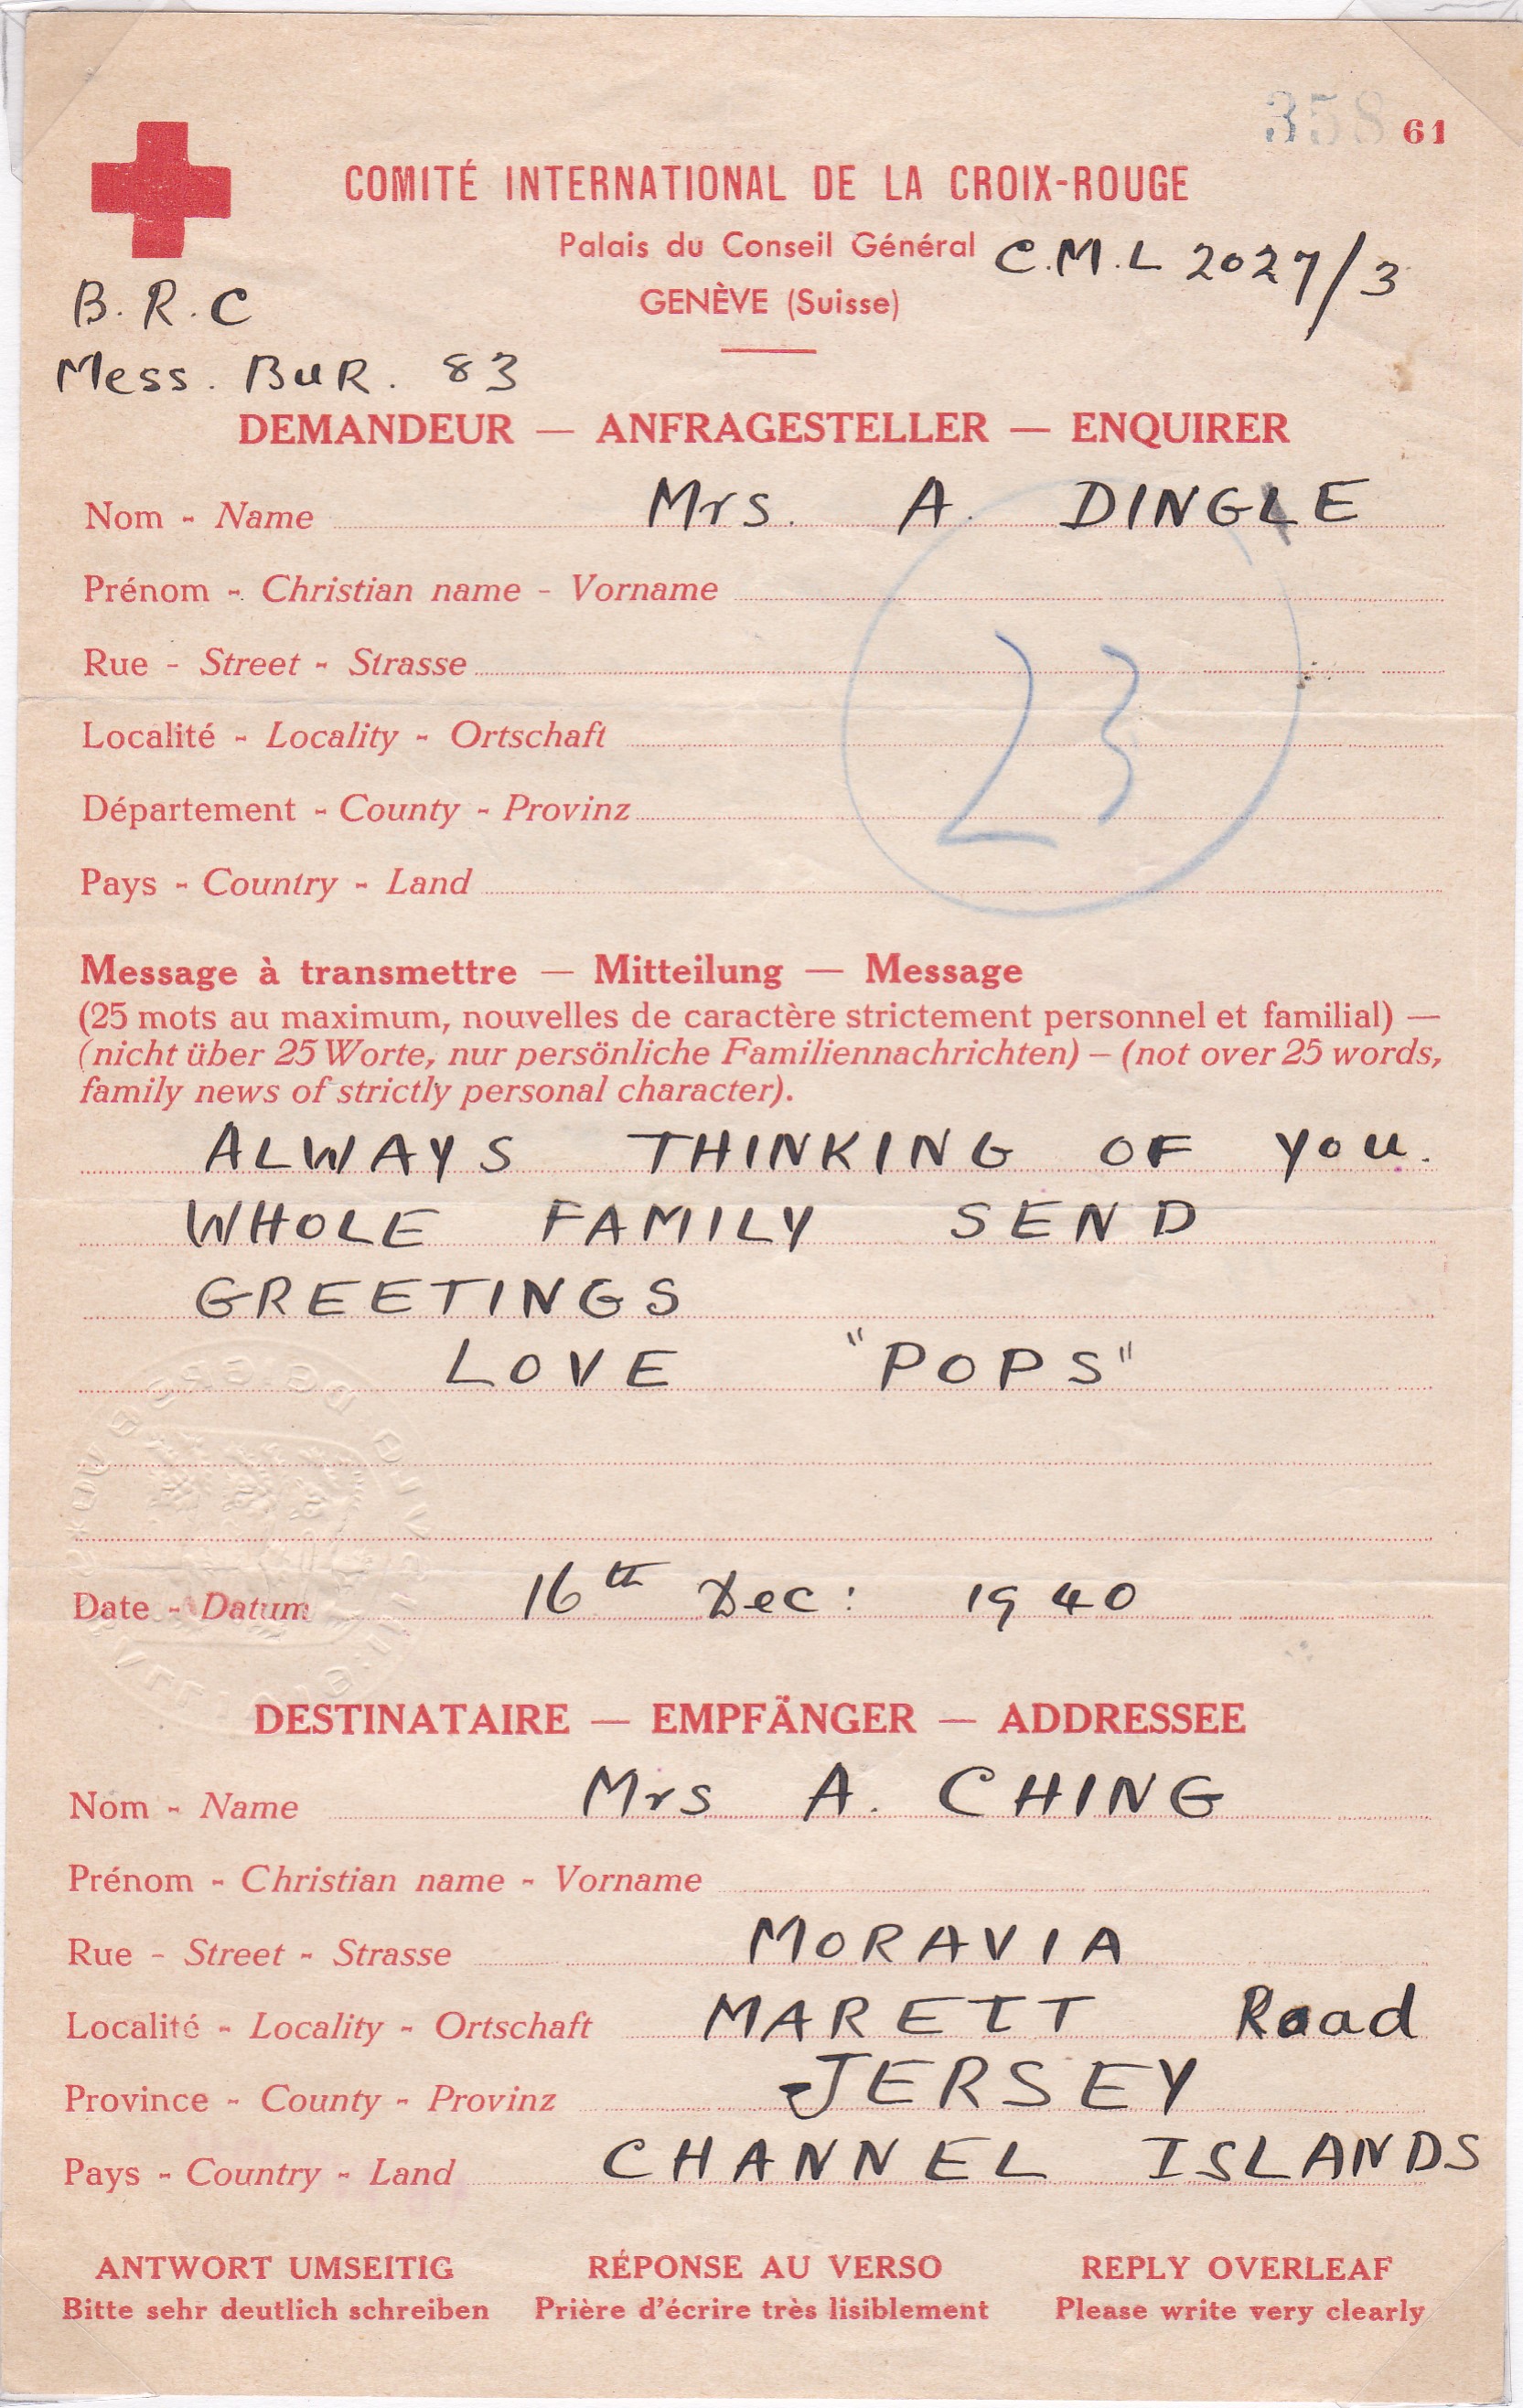 358 61
COMITÉ INTERNATIONAL DE LA CROIX-ROUGE
Palais du Conseil Général C.M.L 2027/3
GENÈVE (Suisse)
B.R.C
Mess. BUR. 83
DEMANDEUR — ANFRAGESTELLER — ENQUIRER
Nom - Name Mrs. A. DINGLE
Prénom - Christian name - Vorname
Rue - Street - Strasse
23
Localité - Locality - Ortschaft
Département - County - Provinz
Pays - Country - Land
Message à transmettre — Mitteilung — Message
(25 mots au maximum, nouvelles de caractère strictement personnel et familial) —
(nicht über 25 Worte, nur persönliche Familiennachrichten) – (not over 25 words,
family news of strictly personal character).
ALWAYS THINKING OF YOU.
WHOLE FAMILY SEND
GREETINGS
LOVE "POPS"
Date - Datum 16th Dec: 1940
DESTINATAIRE — EMPFÄNGER — ADDRESSEE
Nom - Name Mrs A. CHING
Prénom - Christian name - Vorname
Rue - Street - Strasse MORAVIA
Localité - Locality - Ortschaft MARETT Road
Province - County - Provinz JERSEY
Pays - Country - Land CHANNEL ISLANDS
ANTWORT UMSEITIG RÉPONSE AU VERSO REPLY OVERLEAF
Bitte sehr deutlich schreiben Prière d'écrire très lisiblement Please write very clearly